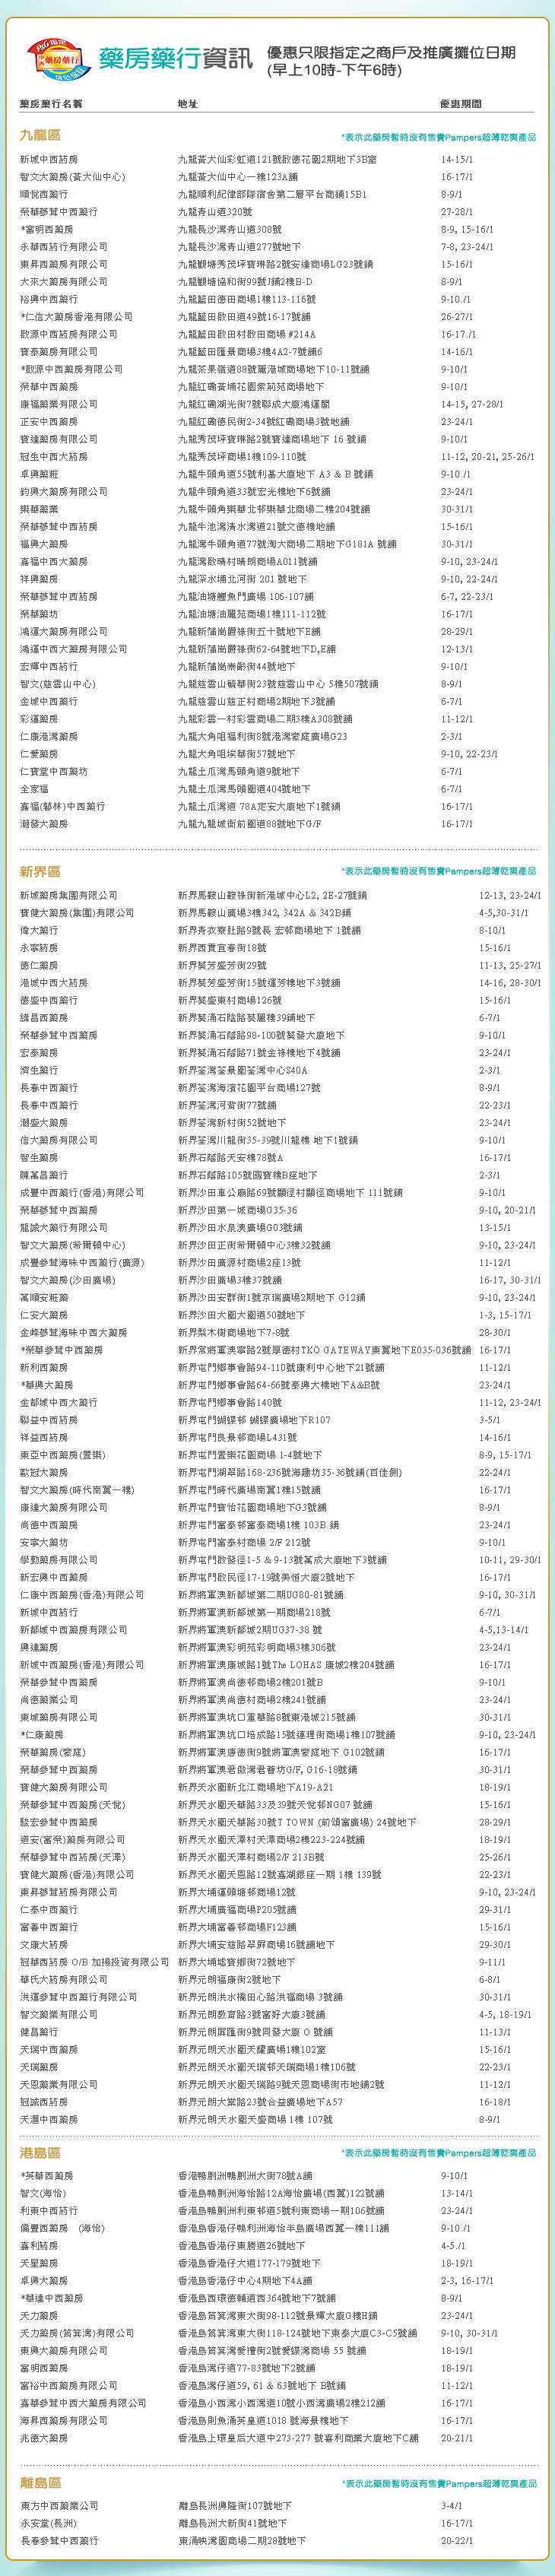 藥房藥行資訊 優惠只限指定之商戶及推廣攤位日期
(早上10時-下午6時)
藥房藥行名稱 地址 優惠期間
九龍區 *表示此藥房暫時沒有售賣Pampers超薄乾爽產品
新城中西葯房 九龍黃大仙彩虹道121號啟德花園2期地下3B室 14-15/1
智文大藥房(黃大仙中心) 九龍黃大仙中心一樓123A舖 16-17/1
順悅西藥行 九龍順利紀律部隊宿舍第二層平台商鋪15B1 8-9/1
榮華蔘茸中西藥行 九龍青山道320號 27-28/1
*富明西藥房 九龍長沙灣青山道308號 8-9, 15-16/1
永華西葯行有限公司 九龍長沙灣青山道277號地下 7-8, 23-24/1
東昇西藥房有限公司 九龍觀塘秀茂坪寶琳路2號安達商場LG23號鋪 15-16/1
大來大藥房有限公司 九龍觀塘協和街99號J鋪2樓B-D 8-9/1
裕興中西藥行 九龍藍田德田商場1樓113-116號 9-10./1
*仁信大藥房香港有限公司 九龍藍田啟田道49號16-17號舖 26-27/1
啟源中西葯房有限公司 九龍藍田啟田村啟田商場 #214A 16-17./1
寶泰藥房有限公司 九龍藍田匯景商場3樓4A2-7號舖6 14-16/1
*啟源中西藥房有限公司 九龍茶果嶺道88號麗港城商場地下10-11號舖 9-10/1
榮華中西藥房 九龍紅磡黃埔花園紫荊苑商場地下 9-10/1
康福藥業有限公司 九龍紅磡湖光街7號聯成大廈鴻運閣 14-15, 27-28/1
正安中西藥房 九龍紅磡德民街2-34號紅磡商場3號地舖 23-24/1
寶達藥房有限公司 九龍秀茂坪寶琳路2號寶達商場地下 16 號鋪 9-10/1
冠生中西大葯房 九龍秀茂坪商場1樓109-110號 11-12, 20-21, 25-26/1
卓興藥粧 九龍牛頭角道55號利基大廈地下 A3 & B 號鋪 9-10./1
鈞興大藥房有限公司 九龍牛頭角道33號宏光樓地下6號舖 23-24/1
樂華藥業 九龍牛頭角樂華北邨樂華北商場二樓204號舖 30-31/1
榮華蔘茸中西葯房 九龍牛池灣清水灣道21號文德樓地舖 15-16/1
福興大藥房 九龍灣牛頭角道77號淘大商場二期地下G181A 號舖 30-31/1
嘉福中西大藥房 九龍灣啟晴村晴朗商場A011號舖 9-10, 23-24/1
祥興藥房 九龍深水埔北河街 201 號地下 9-10, 22-24/1
榮華蔘茸中西葯房 九龍油塘鯉魚門廣場 106-107舖 6-7, 22-23/1
榮華藥坊 九龍油塘油麗苑商場1樓111-112號 16-17/1
鴻運大藥房有限公司 九龍新蒲崗爵祿街五十號地下E舖 28-29/1
鴻運中西大藥房有限公司 九龍新蒲崗爵祿街62-64號地下D,E舖 12-13/1
宏輝中西葯行 九龍新蒲崗崇齡街44號地下 9-10/1
智文(慈雲山中心) 九龍慈雲山毓華街23號慈雲山中心 5樓507號舖 8-9/1
金城中西藥行 九龍慈雲山慈正村商場2期地下3號舖 6-7/1
彩運藥房 九龍彩雲一村彩雲商場二期3樓A308號舖 11-12/1
仁康港灣藥房 九龍大角咀福利街8號港灣豪庭廣場G23 2-3/1
仁愛藥房 九龍大角咀埃華街57號地下 9-10, 22-23/1
仁寶堂中西藥坊 九龍土瓜灣馬頭角道9號地下 6-7/1
全家福 九龍土瓜灣馬頭圍道404號地下 6-7/1
嘉福(馨林)中西藥行 九龍土瓜灣道 78A定安大廈地下1號鋪 16-17/1
潮發大藥房 九龍九龍城衙前圍道88號地下G/F 16-17/1
新界區 *表示此藥房暫時沒有售賣Pampers超薄乾爽產品
新城藥房集團有限公司 新界馬鞍山鞍祿街新港城中心L2, 2E-27號鋪 12-13, 23-24/1
寶健大藥房(集團)有限公司 新界馬鞍山廣場3樓342, 342A & 342B鋪 4-5,30-31/1
偉大藥行 新界青衣寮肚路9號長 宏邨商場地下 1號舖 8-10/1
永寧葯房 新界西貢宜春街18號 15-16/1
德仁藥房 新界葵芳盛芳街29號 11-13, 25-27/1
港城中西大葯房 新界葵芳盛芳街15號運芳樓地下3號舖 14-16, 28-30/1
德盛中西藥行 新界葵盛東村商場126號 15-16/1
錦昌西藥房 新界葵涌石陰路葵麗樓39鋪地下 6-7/1
榮華參茸中西藥房 新界葵涌石蔭路98-100號葵發大廈地下 9-10/1
宏泰藥房 新界葵涌石蔭路71號金祿樓地下4號舖 23-24/1
濟生藥行 新界荃灣荃景圍荃灣中心S40A 2-3/1
長春中西藥行 新界荃灣海濱花園平台商場127號 8-9/1
長春中西藥行 新界荃灣河背街77號舖 22-23/1
潮盛大藥房 新界荃灣新村街52號地下 23-24/1
信大藥房有限公司 新界荃灣川龍街35-39號川龍樓 地下1號鋪 9-10/1
智生藥房 新界石蔭路天安樓78號A 16-17/1
陳萬昌藥行 新界石蔭路105號國寶樓B座地下 2-3/1
成豐中西藥行(香港)有限公司 新界沙田車公廟路69號顯徑村顯徑商場地下 111號鋪 9-10/1
榮華蔘茸中西藥房 新界沙田第一城商場G35-36 9-10, 20-21/1
龍誠大藥行有限公司 新界沙田水泉澳廣場G03號鋪 13-15/1
智文大藥房(希爾頓中心) 新界沙田正街希爾頓中心3樓32號舖 9-10, 23-24/1
成豐參茸海味中西藥行(廣源) 新界沙田廣源村商場2座13號 11-12/1
智文大藥房(沙田廣場) 新界沙田廣場3樓37號舖 16-17, 30-31/1
萬順安粧藥 新界沙田安群街1號京瑞廣場2期地下 G12鋪 9-10, 23-24/1
仁安大藥房 新界沙田大圍大圍道50號地下 1-3, 15-17/1
金峰蔘茸海味中西大藥房 新界梨木樹商場地下7-8號 28-30/1
*榮華參茸中西藥房 新界常將軍澳寧路2號厚德村TKO GATEWAY東翼地下E035-036號鋪 16-17/1
新利西藥房 新界屯門鄉事會路94-110號康利中心地下21號舖 11-12/1
*華興大藥房 新界屯門鄉事會路64-66號泰興大樓地下A&B號 23-24/1
金都城中西大藥行 新界屯門鄉事會路140號 11-12, 23-24/1
聯益中西葯房 新界屯門蝴蝶邨 蝴蝶廣場地下R107 3-5/1
祥益西葯房 新界屯門良景邨商場L431號 14-16/1
東亞中西藥房(置樂) 新界屯門置樂花園商場 1-4號地下 8-9, 15-17/1
歐冠大藥房 新界屯門湖翠路168-236號海趣坊35-36號鋪(百佳側) 22-24/1
智文大藥房(時代南翼一樓) 新界屯門時代廣場南翼1樓15號舖 16-17/1
康達大藥房有限公司 新界屯門寶怡花園商場地下G3號鋪 8-9/1
尚德中西藥房 新界屯門富泰邨富泰商場1樓 103B 鋪 23-24/1
安寧大藥坊 新界屯門富泰村商場 2/F 212號 9-10/1
學勤藥房有限公司 新界屯門啟發徑1-5 & 9-13號萬成大廈地下3號舖 10-11, 29-30/1
新宏興中西藥房 新界屯門啟民徑17-19號美恒大廈2號地下 16-17/1
仁康中西藥房(香港)有限公司 新界將軍澳新都城第二期UG80-81號舖 9-10, 30-31/1
新城中西葯行 新界將軍澳新都城第一期商場218號 6-7/1
新都城中西藥房有限公司 新界將軍澳新都城2期UG37-38 號 4-5,13-14/1
興達藥房 新界將軍澳彩明苑彩明商場3樓306號 23-24/1
新城中西藥房(香港)有限公司 新界將軍澳康城路1號The LOHAS 康城2樓204號舖 16-17/1
榮華參茸中西藥房 新界將軍澳尚德邨商場2樓201號B 9-10/1
尚德藥業公司 新界將軍澳尚德村商場2樓241號舖 23-24/1
東城藥房有限公司 新界將軍澳坑口重華路8號東港城215號舖 30-31/1
*仁康藥房 新界將軍澳坑口培成路15號連理街商場1樓107號舖 9-10, 23-24/1
榮華藥房(豪庭) 新界將軍澳唐德街9號將軍澳豪庭地下 G102號鋪 16-17/1
榮華參茸中西藥房 新界將軍澳君傲灣君薈坊G/F, G16-18號鋪 30-31/1
寶健大藥房有限公司 新界天水圍新北江商場地下A19-A21 18-19/1
榮華參茸中西藥房(天悅) 新界天水圍天華路33及39號天悅邨NG07 號舖 15-16/1
駿宏參茸中西藥房 新界天水圍天華路30號T TOWN (前頌富廣場) 24號地下 28-29/1
道安(富榮)藥房有限公司 新界天水圍天澤村天澤商場2樓223-224號舖 18-19/1
榮華參茸中西葯房(天澤) 新界天水圍天澤村商場2/F 213B號 25-26/1
寶健大藥房(香港)有限公司 新界天水圍天恩路12號嘉湖銀座一期 1樓 139號 22-23/1
東昇蔘茸葯房有限公司 新界大埔運頭塘邨商場12號 9-10, 23-24/1
仁泰中西藥行 新界大埔廣福商場P205號舖 29-31/1
富善中西藥行 新界大埔富善邨商場F123舖 15-16/1
文康大葯房 新界大埔安慈路翠屏商場16號舖地下 29-30/1
冠華西葯房 O/B 加陽投資有限公司 新界大埔墟寶鄉街72號地下 9-11/1
華氏大葯房有限公司 新界元朗福康街2號地下 6-8/1
洪運參茸中西藥行有限公司 新界元朗洪水橋田心路洪福商場 3號舖 30-31/1
智文藥業有限公司 新界元朗教育路3號富好大廈3號舖 4-5, 18-19/1
健昌藥行 新界元朗屏匯街9號同發大廈 O 號舖 11-13/1
天瑞中西藥房 新界元朗天水圍天耀廣場1樓102室 15-16/1
天瑞藥房 新界元朗天水圍天瑞邨天瑞商場1樓106號 22-23/1
天恩藥業有限公司 新界元朗天水圍天瑞路9號天恩商場街市地鋪2號 11-12/1
冠誠西葯房 新界元朗大棠路23號合益廣場地下A57 16-18/1
天滙中西藥房 新界元朗天水圍天盛商場 1樓 107號 8-9/1
港島區 *表示此藥房暫時沒有售賣Pampers超薄乾爽產品
*英華西藥房 香港鴨脷洲鴨脷洲大街78號A舖 9-10/1
智文(海怡) 香港島鴨脷洲海怡路12A海怡廣場(西翼)122號舖 13-14/1
利東中西葯行 香港島鴨脷洲利東邨道5號利東商場一期106號舖 23-24/1
僑豐西藥房 (海怡) 香港島香港仔鴨利洲海怡半島廣場西翼一樓111舖 9-10./1
嘉利葯房 香港島香港仔東勝道26號地下 4-5./1
天星藥房 香港島香港仔大道177-179號地下 18-19/1
卓興大藥房 香港島香港仔中心4期地下4A舖 2-3, 16-17/1
*華達中西藥房 香港島西環德輔道西364號地下7號舖 8-9/1
天力藥房 香港島筲箕灣東大街98-112號景輝大廈G樓H鋪 23-24/1
天力藥房(筲箕灣)有限公司 香港島筲箕灣東大街118-124號地下東泰大廈C3-C5號舖 9-10, 30-31/1
東興大藥房有限公司 香港島筲箕灣愛禮街2號愛蝶灣商場 55 號鋪 18-19/1
富明西藥房 香港島灣仔道77-83號地下2號舖 18-19/1
富裕中西藥房有限公司 香港島灣仔道59, 61 & 63號地下 B號鋪 11-12/1
嘉華參茸中西大藥房有限公司 香港島小西灣小西灣道10號小西灣廣場2樓212舖 16-17/1
海昇西藥房有限公司 香港島則魚涌英皇道1018 號海景樓地下 16-17/1
兆德大藥房 香港島上環皇后大道中273-277 號喜利商業大廈地下C舖 20-21/1
離島區 *表示此藥房暫時沒有售賣Pampers超薄乾爽產品
東方中西藥業公司 離島長洲興隆街107號地下 3-4/1
永安堂(長洲) 離島長洲大新街41號地下 16-17/1
長春參茸中西藥行 東涌映灣園商場二期28號地下 20-22/1